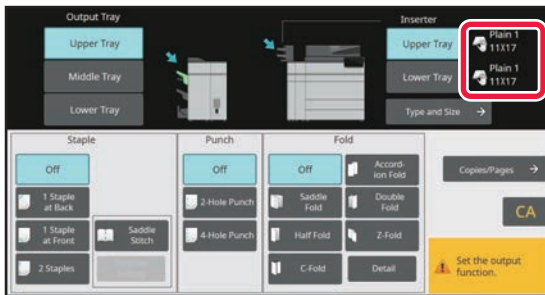 Output Tray
Inserter
Upper Tray
Upper Tray
Plain 1
11X17
Middle Tray
Lower Tray
Plain 1
11X17
Lower Tray
Type and Size
Staple
Punch
Fold
Off
Off
Off
Accord-
ion Fold
Copies/Pages
1 Staple
at Back
2-Hole Punch
Saddle
Fold
Double
Fold
CA
1 Staple
at Front
Saddle
Stitch
4-Hole Punch
Half Fold
Z-Fold
2 Staples
C-Fold
Detail
Set the output
function.